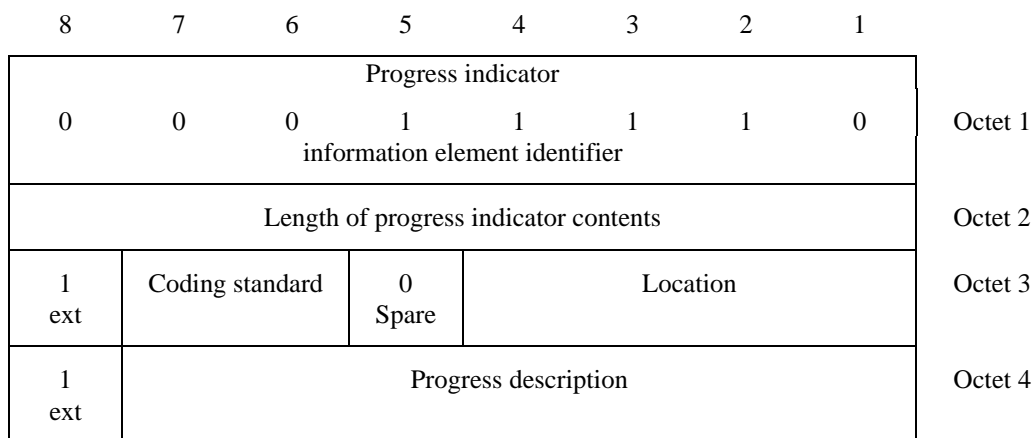 8 7 6 5 4 3 2 1
Progress indicator
0 0 0 1 1 1 1 0 Octet 1
information element identifier
Length of progress indicator contents Octet 2
1 Coding standard 0 Location Octet 3
ext Spare
1 Progress description Octet 4
ext